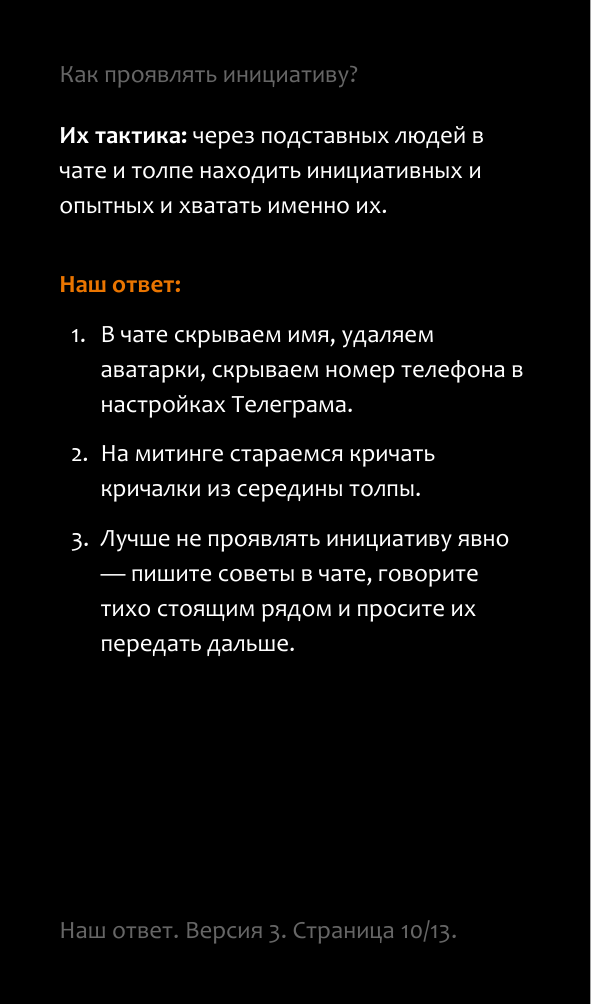 Как проявлять инициативу?
Их тактика: через подставных людей в
чате и толпе находить инициативных и
опытных и хватать именно их.
Наш ответ:
1. В чате скрываем имя, удаляем
аватарки, скрываем номер телефона в
настройках Телеграма.
2. На митинге стараемся кричать
кричалки из середины толпы.
3. Лучше не проявлять инициативу явно
— пишите советы в чате, говорите
тихо стоящим рядом и просите их
передать дальше.
Наш ответ. Версия 3. Страница 10/13.